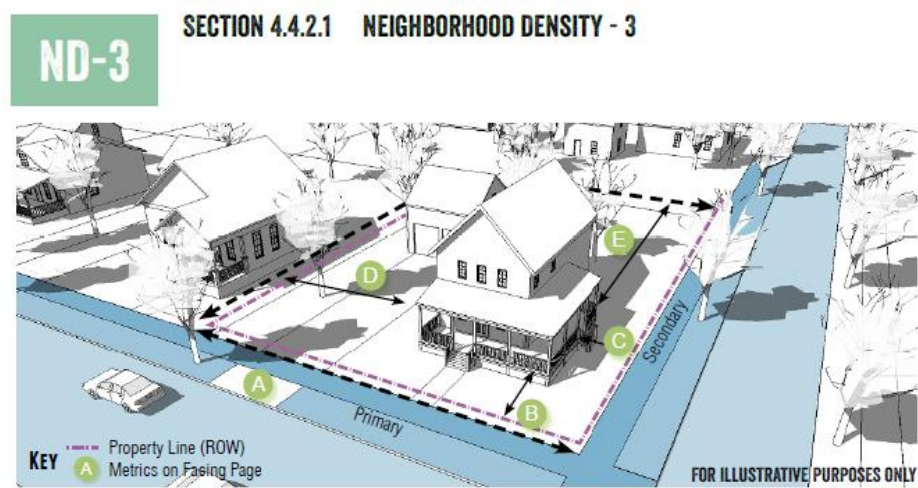 ND-3
SECTION 4.4.2.1 NEIGHBORHOOD DENSITY - 3
E
D
C
Secondary
A
B
Primary
KEY
Property Line (ROW)
A Metrics on Facing Page
FOR ILLUSTRATIVE PURPOSES ONLY